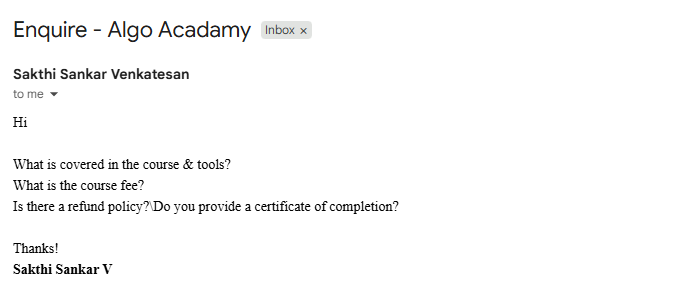 Enquire - Algo Acadamy Inbox ×
Sakthi Sankar Venkatesan
to me
Hi
What is covered in the course & tools?
What is the course fee?
Is there a refund policy?\Do you provide a certificate of completion?
Thanks!
Sakthi Sankar V